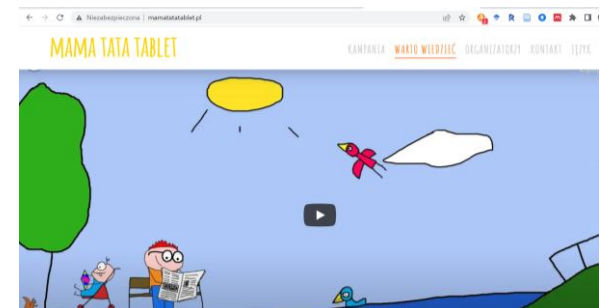 Niezabezpieczona | mamatatatablet.pl
MAMA TATA TABLET
KAMPANIA WARTO WIEDZIEĆ ORGANIZATORZY KONTAKT JĘZYK